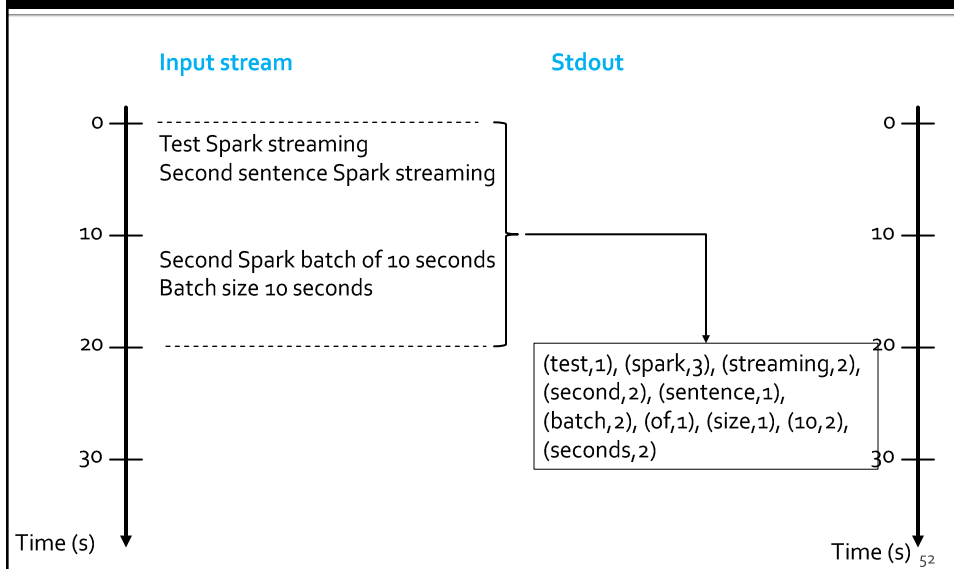 Input stream
Stdout
0
Test Spark streaming
Second sentence Spark streaming
10
Second Spark batch of 10 seconds
Batch size 10 seconds
20
30
Time (s)
0
10
20
(test,1), (spark,3), (streaming,2),
(second,2), (sentence,1),
(batch,2), (of,1), (size,1), (10,2),
(seconds,2)
30
Time (s)
52